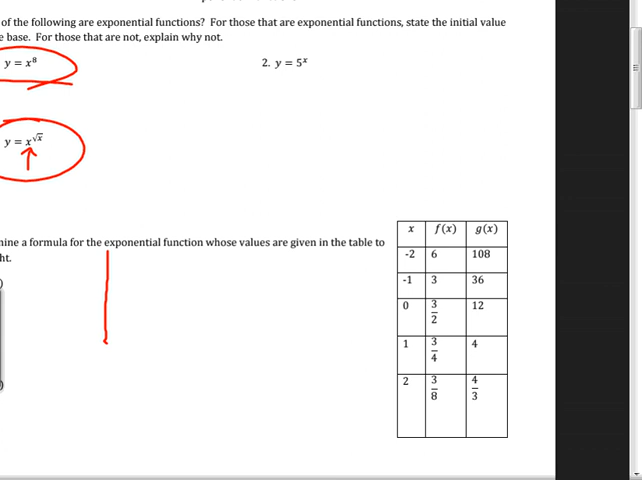 of the following are exponential functions? For those that are exponential functions, state the initial value
e base. For those that are not, explain why not.
y = x⁸
2. y = 5ˣ
y = x^√x
nine a formula for the exponential function whose values are given in the table to
ht.
x f(x) g(x)
-2 6 108
-1 3 36
0 3/2 12
1 3/4 4
2 3/8 4/3